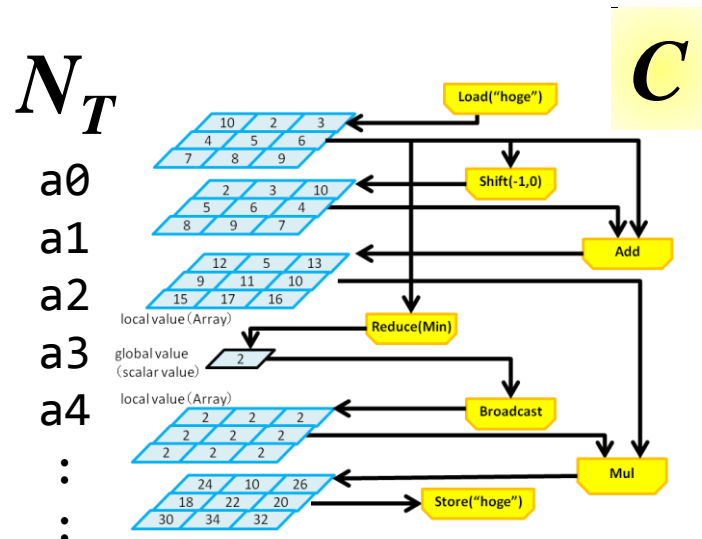 N_T
C
Load("hoge")
10 2 3
4 5 6
7 8 9
a0
Shift(-1,0)
2 3 10
5 6 4
8 9 7
a1
Add
12 5 13
9 11 10
15 17 16
a2
local value(Array)
Reduce(Min)
a3
global value
(scalar value)
2
a4
local value(Array)
Broadcast
2 2 2
2 2 2
2 2 2
:
Mul
24 10 26
18 22 20
30 34 32
Store("hoge")
: